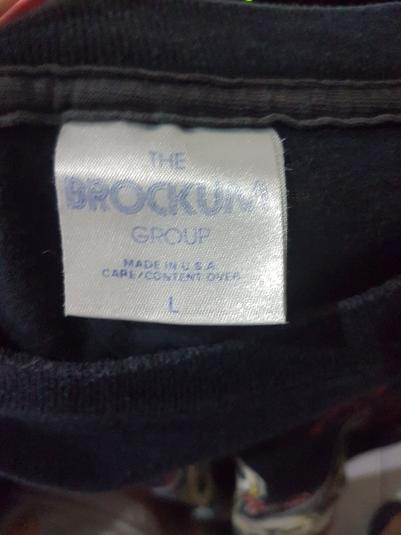 THE
BROCKUM
GROUP
MADE IN U.S.A.
CARE/CONTENT OVER
L